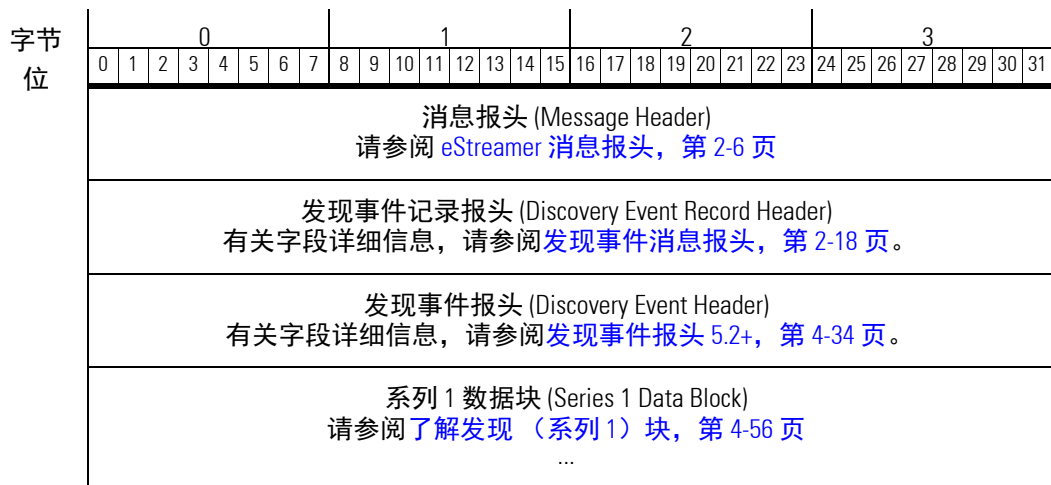 字节 0 1 2 3
位 0 1 2 3 4 5 6 7 8 9 10 11 12 13 14 15 16 17 18 19 20 21 22 23 24 25 26 27 28 29 30 31
消息报头 (Message Header)
请参阅 eStreamer 消息报头，第 2-6 页
发现事件记录报头 (Discovery Event Record Header)
有关字段详细信息，请参阅发现事件消息报头，第 2-18 页。
发现事件报头 (Discovery Event Header)
有关字段详细信息，请参阅发现事件报头 5.2+，第 4-34 页。
系列 1 数据块 (Series 1 Data Block)
请参阅了解发现 （系列 1）块，第 4-56 页
...